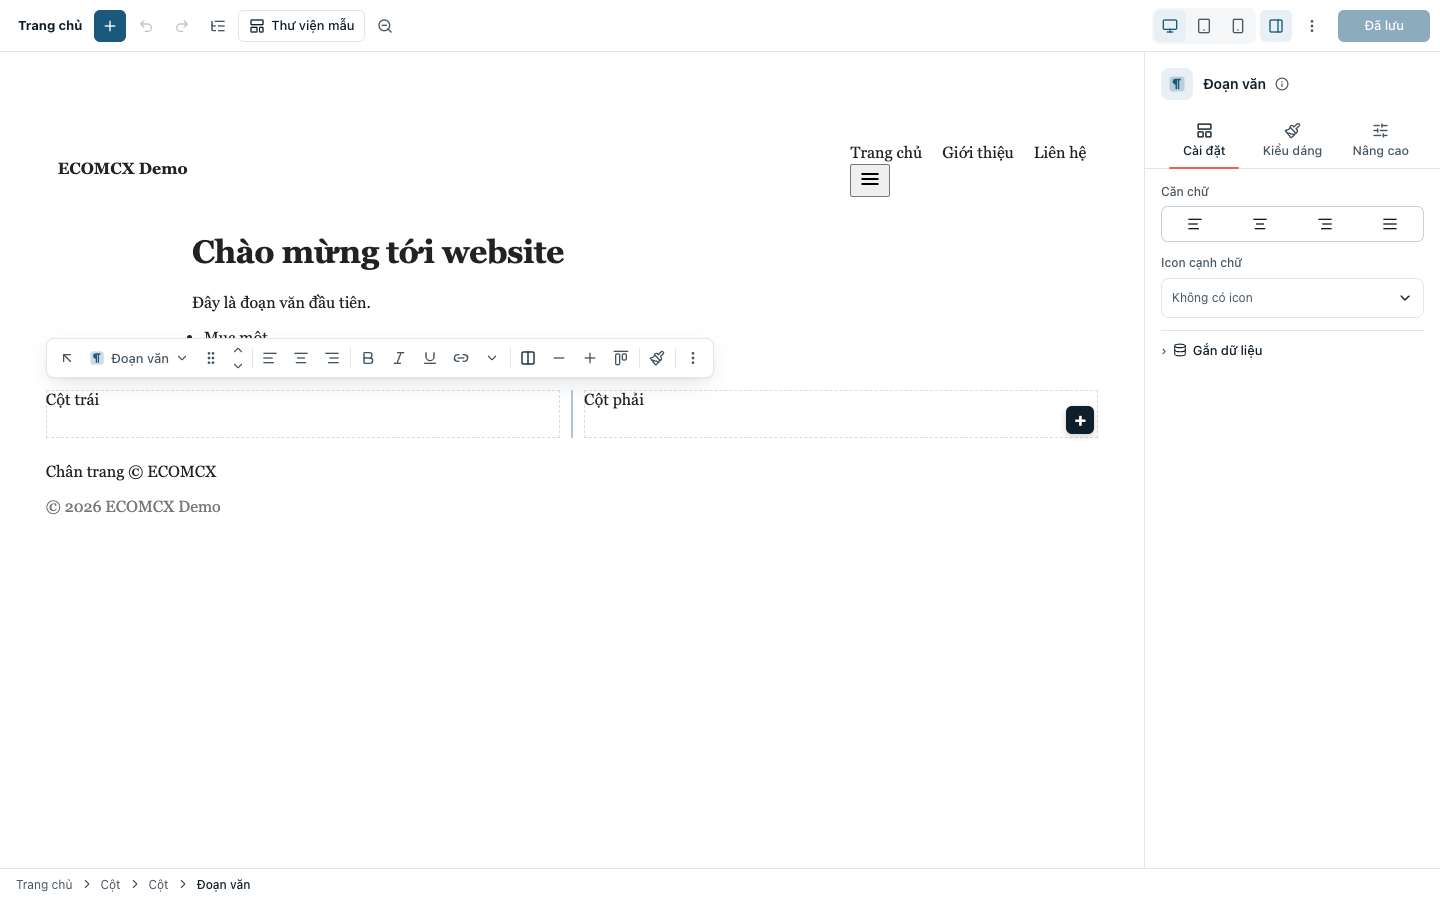 Trang chủ
Thư viện mẫu
Đã lưu
Đoạn văn
Cài đặt
Kiểu dáng
Nâng cao
Căn chữ
Icon cạnh chữ
Không có icon
Gắn dữ liệu
ECOMCX Demo
Trang chủ Giới thiệu Liên hệ
Chào mừng tới website
Đây là đoạn văn đầu tiên.
Mục một
Đoạn văn
B I U
Cột trái
Cột phải
Chân trang © ECOMCX
© 2026 ECOMCX Demo
Trang chủ > Cột > Cột > Đoạn văn